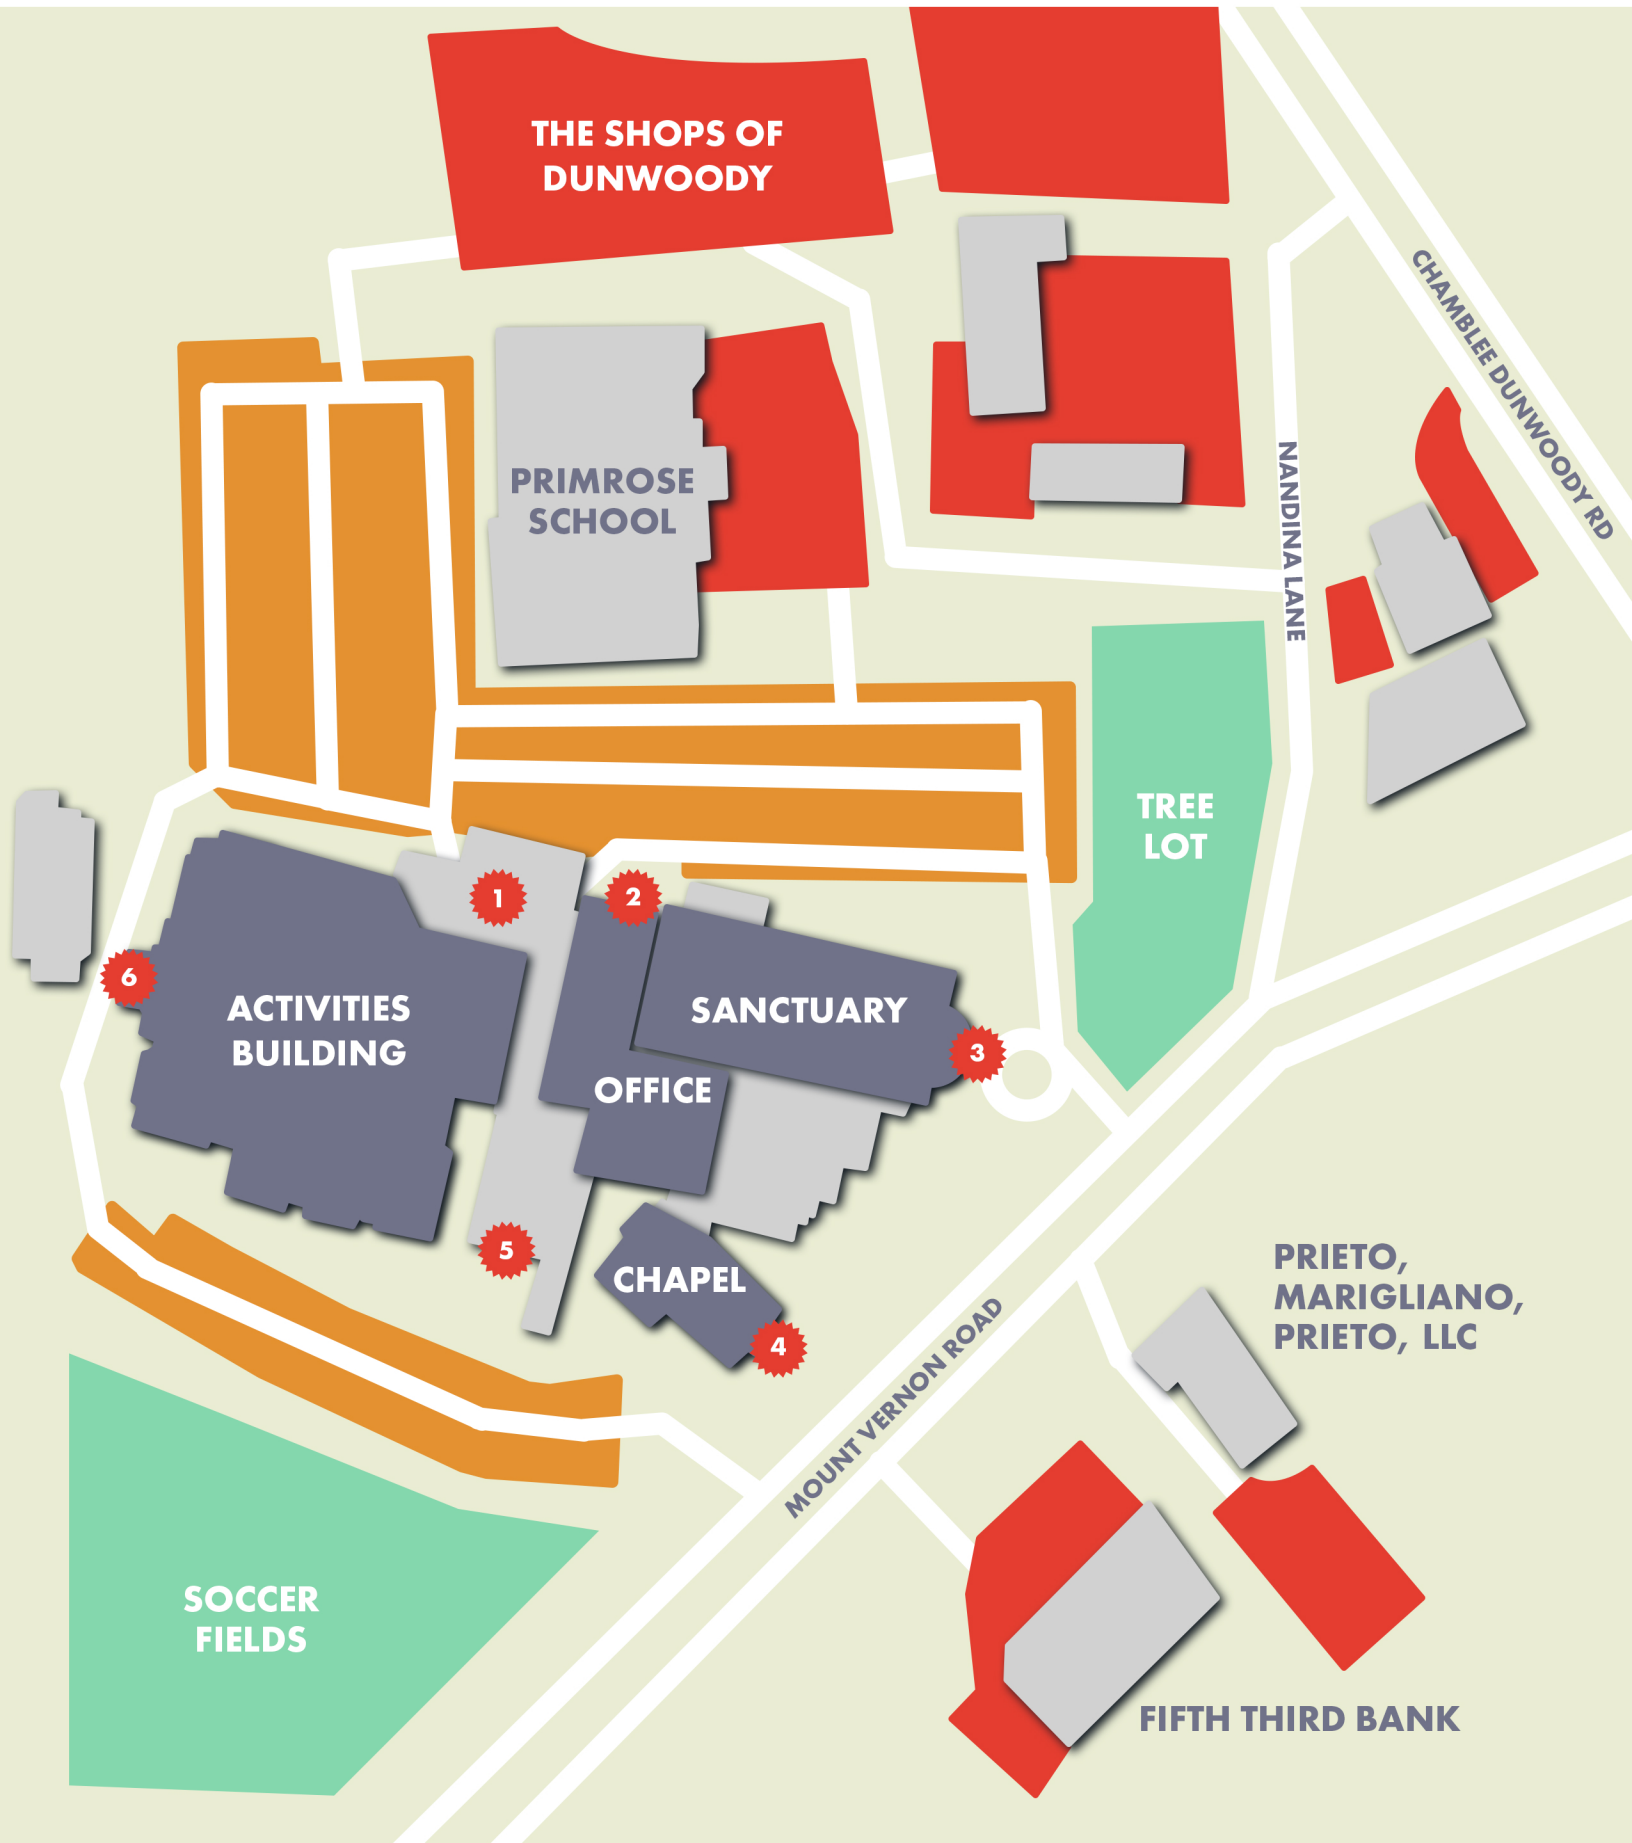 THE SHOPS OF
DUNWOODY
CHAMBLEE DUNWOODY RD
PRIMROSE
SCHOOL
NANDINA LANE
TREE
LOT
1
2
6
ACTIVITIES
BUILDING
SANCTUARY
3
OFFICE
5
CHAPEL
4
MOUNT VERNON ROAD
PRIETO,
MARIGLIANO,
PRIETO, LLC
SOCCER
FIELDS
FIFTH THIRD BANK